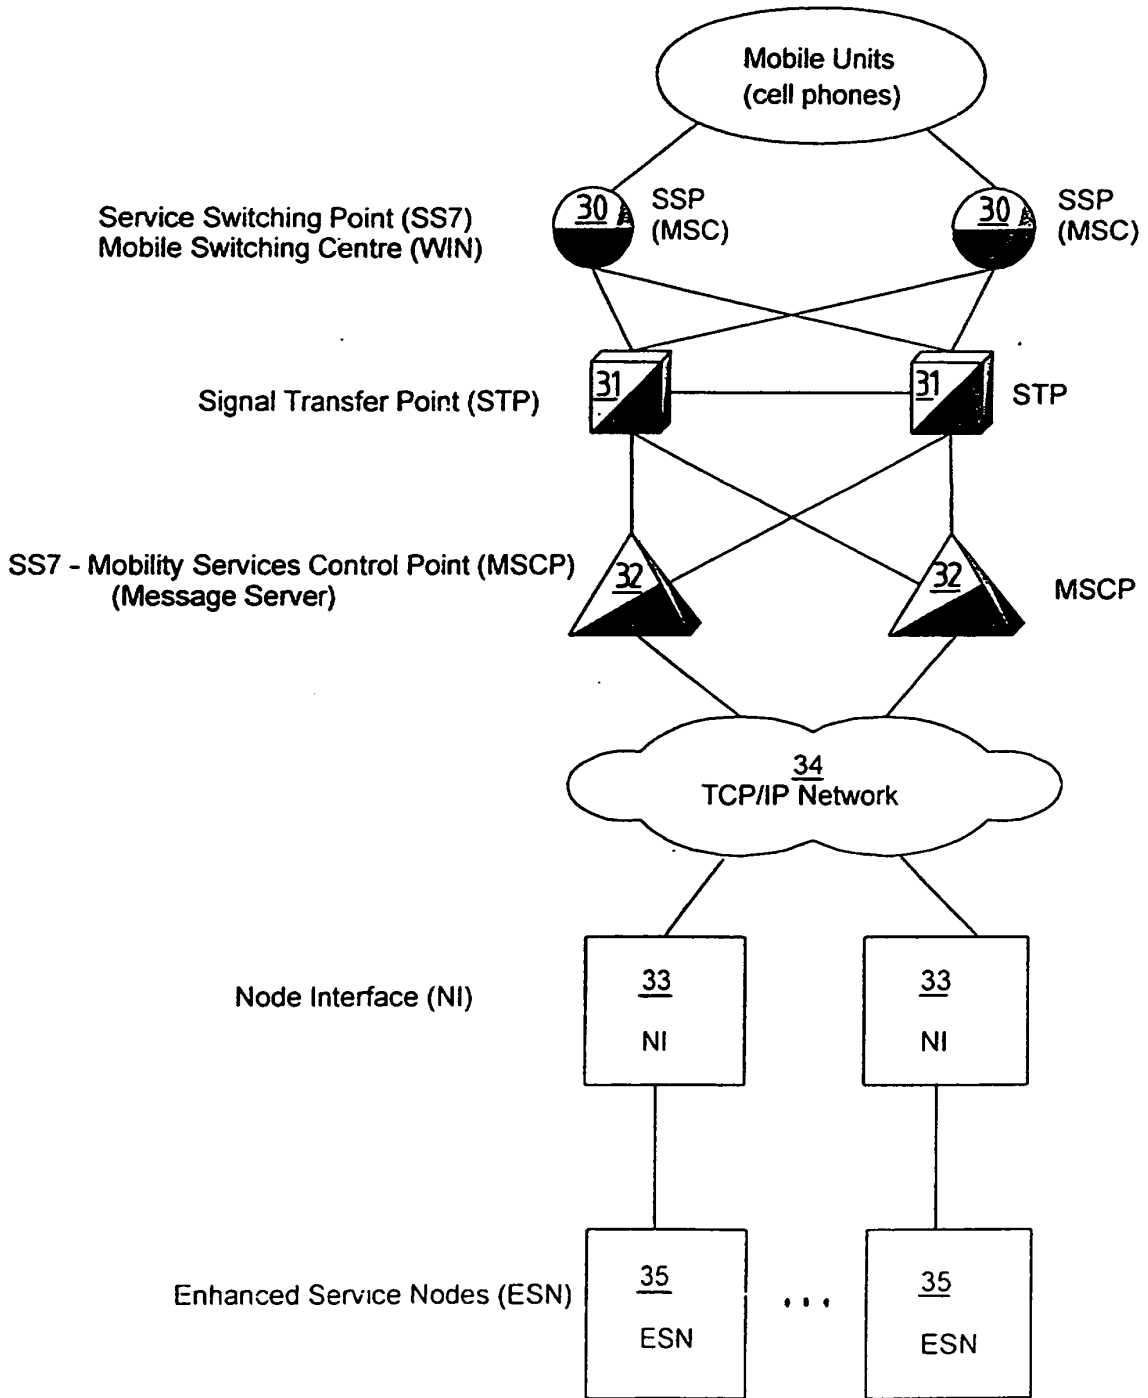 Mobile Units
(cell phones)
Service Switching Point (SS7)
Mobile Switching Centre (WIN)
30
SSP
(MSC)
30
SSP
(MSC)
Signal Transfer Point (STP)
31
31
STP
SS7 - Mobility Services Control Point (MSCP)
(Message Server)
32
32
MSCP
34
TCP/IP Network
Node Interface (NI)
33
NI
33
NI
Enhanced Service Nodes (ESN)
35
ESN
...
35
ESN